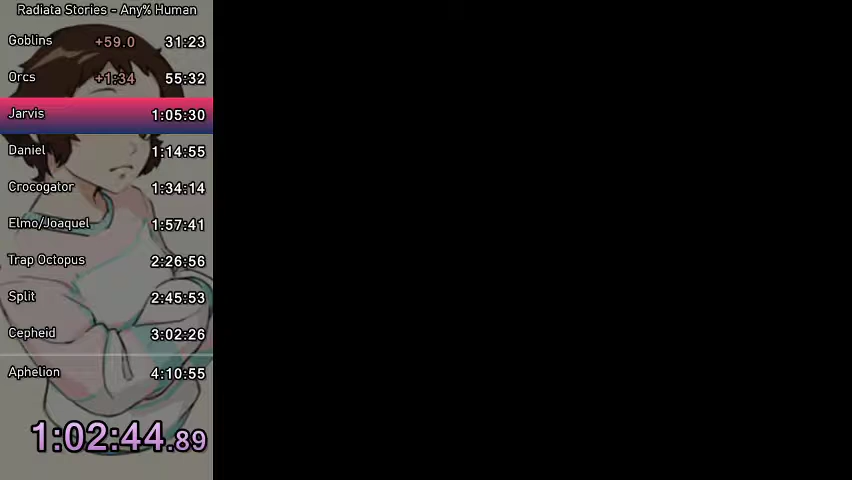 Radiata Stories - Any% Human
Goblins +59.0 31:23
Orcs +1:34 55:32
Jarvis 1:05:30
Daniel 1:14:55
Crocogator 1:34:14
Elmo/Joaquel 1:57:41
Trap Octopus 2:26:56
Split 2:45:53
Cepheid 3:02:26
Aphelion 4:10:55
1:02:44.89